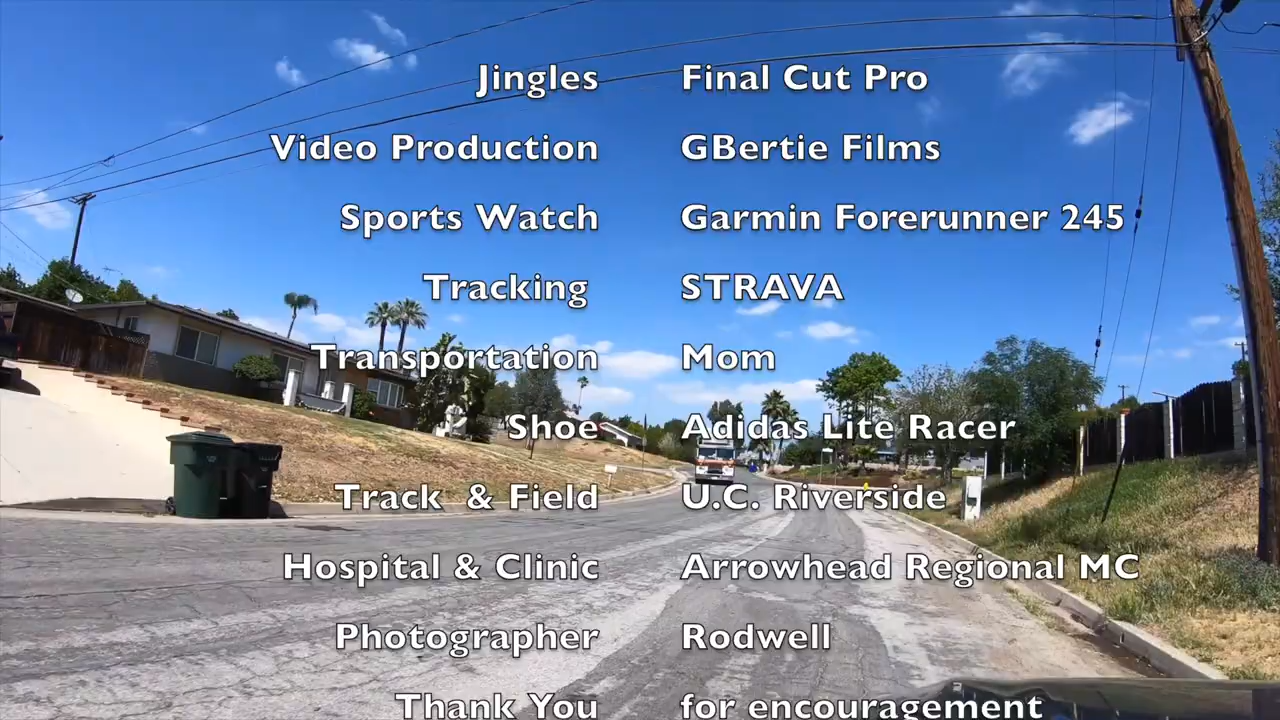 Jingles Final Cut Pro
Video Production GBertie Films
Sports Watch Garmin Forerunner 245
Tracking STRAVA
Transportation Mom
Shoe Adidas Lite Racer
Track & Field U.C. Riverside
Hospital & Clinic Arrowhead Regional MC
Photographer Rodwell
Thank You for encouragement